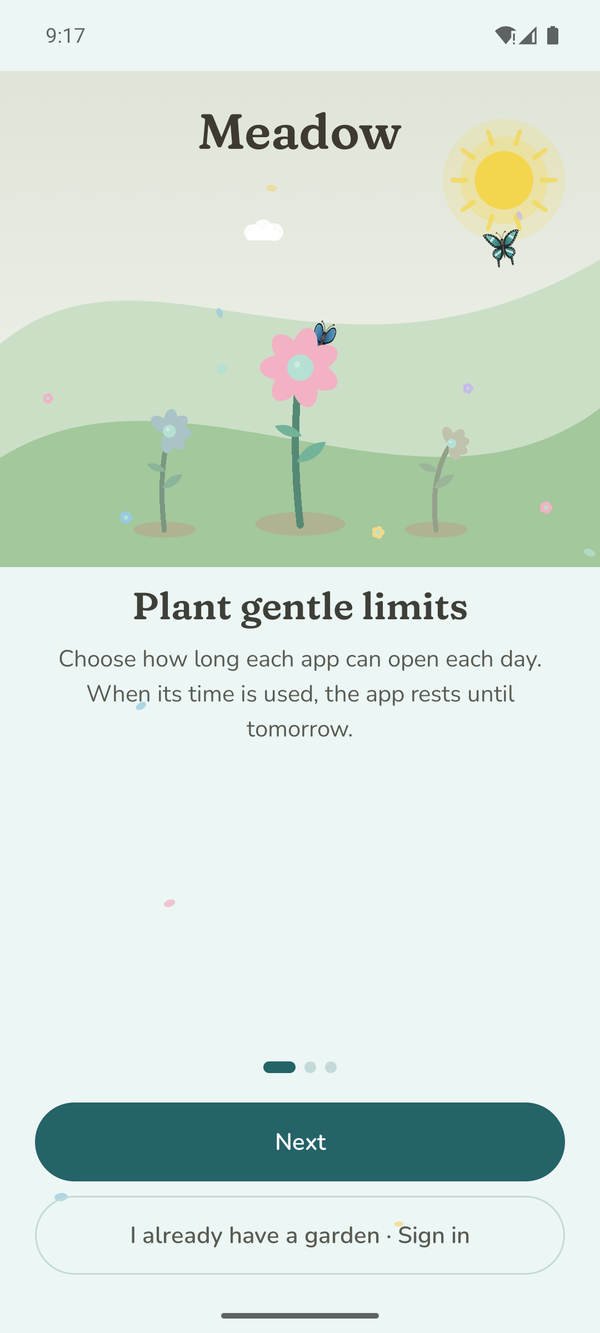 9:17
Meadow
Plant gentle limits
Choose how long each app can open each day.
When its time is used, the app rests until
tomorrow.
Next
I already have a garden · Sign in